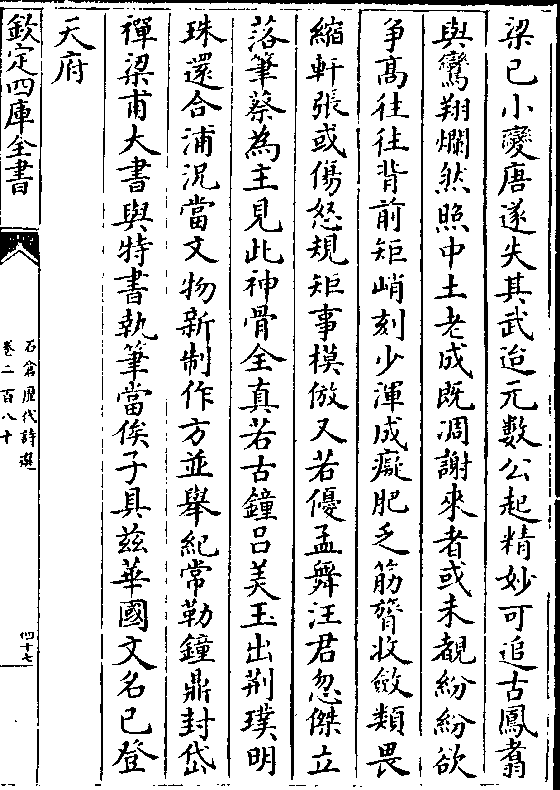 梁已小變唐遂失其武迨元數公起精妙可追古鳳翥
與鸞翔爛然照中土老成既凋謝來者或未覩紛紛欲
争髙往往背前矩峭刻少渾成癡肥乏筋膂收斂類畏
縮軒張或傷怒規矩事模倣又若優孟舞汪君忽傑立
落筆蔡為主見此神骨全真若古鐘吕美玉出荆璞明
珠還合浦況當文物新制作方並舉紀常勒鐘鼎封岱
禪梁甫大書與特書執筆當俟子具兹華國文名已登
天府
欽定四庫全書
石倉歴代詩選
卷二百八十
四十七